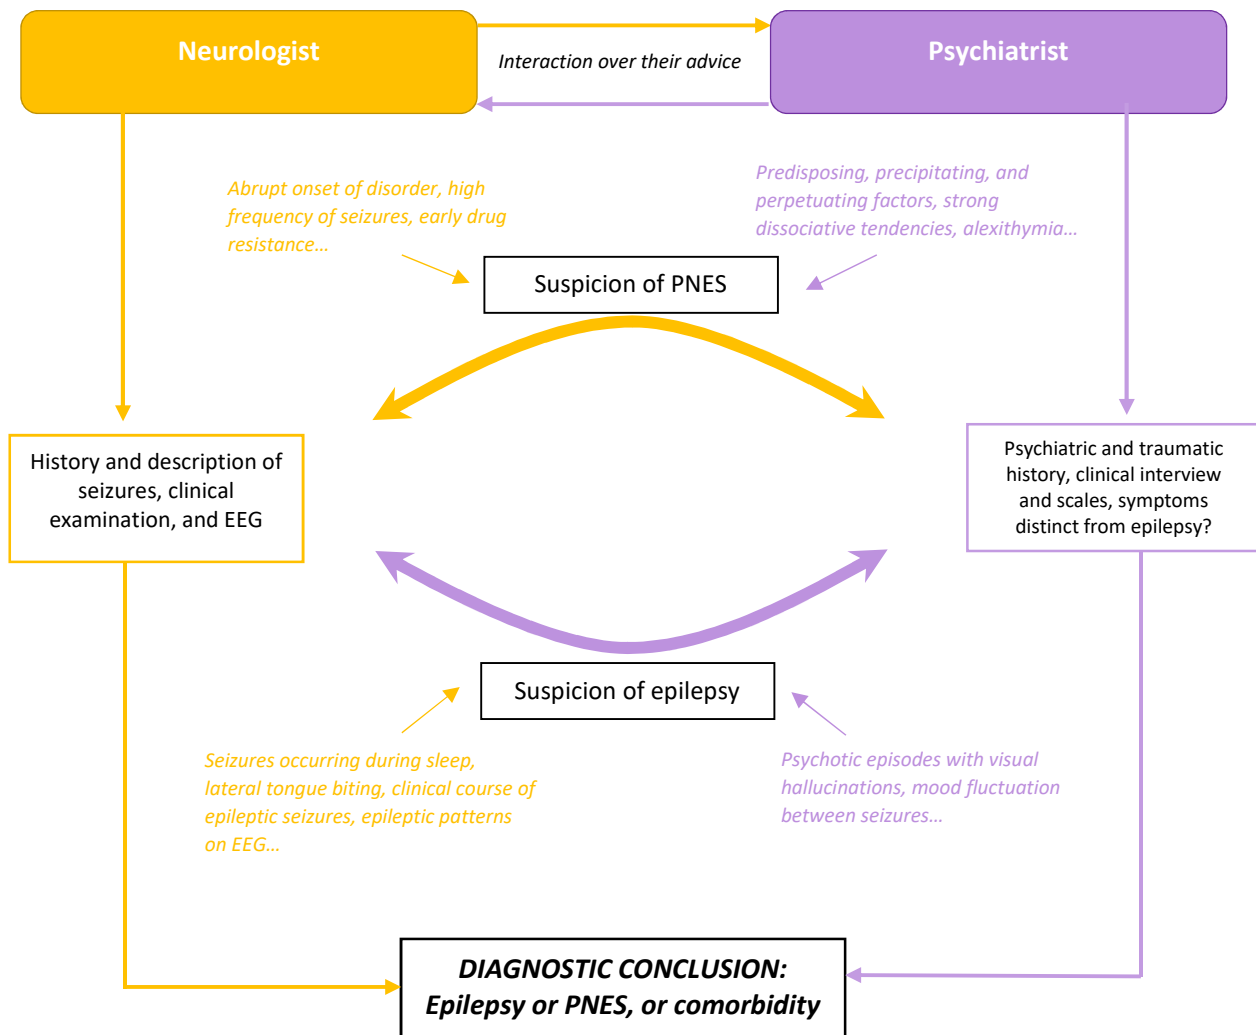 Neurologist
Interaction over their advice
Psychiatrist
Abrupt onset of disorder, high
frequency of seizures, early drug
resistance…
Predisposing, precipitating, and
perpetuating factors, strong
dissociative tendencies, alexithymia…
Suspicion of PNES
History and description of
seizures, clinical
examination, and EEG
Psychiatric and traumatic
history, clinical interview
and scales, symptoms
distinct from epilepsy?
Suspicion of epilepsy
Seizures occurring during sleep,
lateral tongue biting, clinical course of
epileptic seizures, epileptic patterns
on EEG…
Psychotic episodes with visual
hallucinations, mood fluctuation
between seizures…
DIAGNOSTIC CONCLUSION:
Epilepsy or PNES, or comorbidity